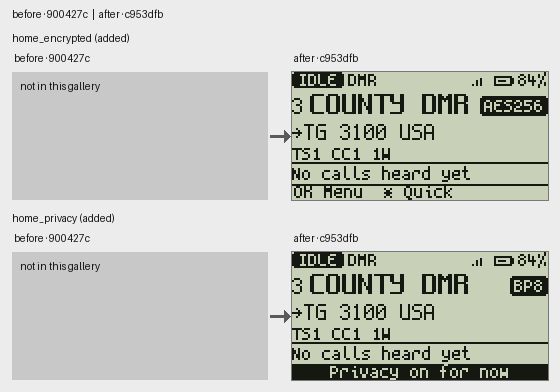 before·900427c | after·c953dfb
home_encrypted (added)
before·900427c
after·c953dfb
not in this gallery
IDLE DMR 84%
3 COUNTY DMR AES256
→TG 3100 USA
TS1 CC1 1W
No calls heard yet
OK Menu * Quick
home_privacy (added)
before·900427c
after·c953dfb
not in this gallery
IDLE DMR 84%
3 COUNTY DMR BP8
→TG 3100 USA
TS1 CC1 1W
No calls heard yet
Privacy on for now